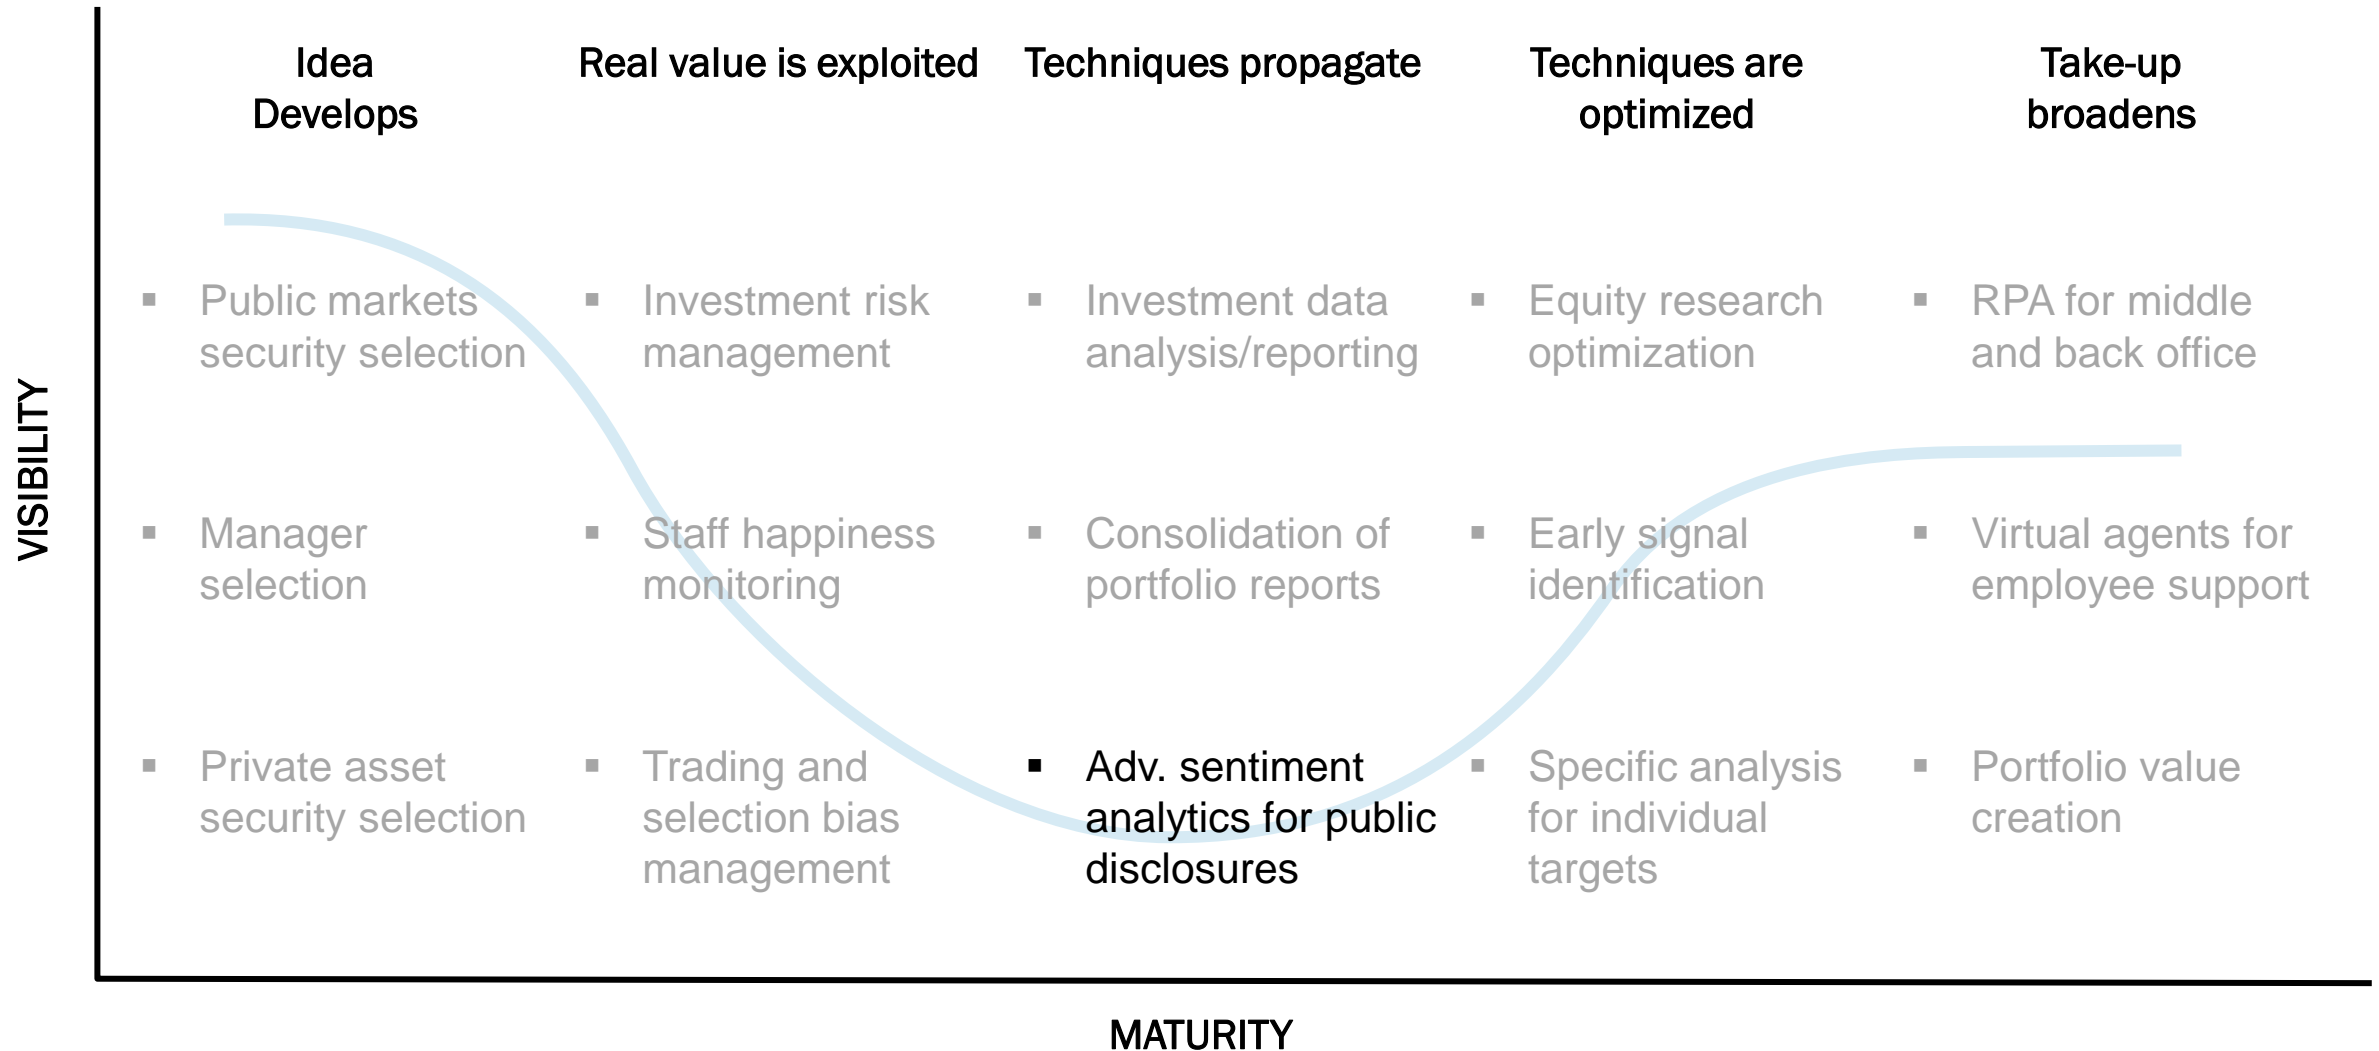 Idea
Develops
Real value is exploited
Techniques propagate
Techniques are
optimized
Take-up
broadens
VISIBILITY
▪ Public markets
security selection
▪ Investment risk
management
▪ Investment data
analysis/reporting
▪ Equity research
optimization
▪ RPA for middle
and back office
▪ Manager
selection
▪ Staff happiness
monitoring
▪ Consolidation of
portfolio reports
▪ Early signal
identification
▪ Virtual agents for
employee support
▪ Private asset
security selection
▪ Trading and
selection bias
management
▪ Adv. sentiment
analytics for public
disclosures
▪ Specific analysis
for individual
targets
▪ Portfolio value
creation
MATURITY